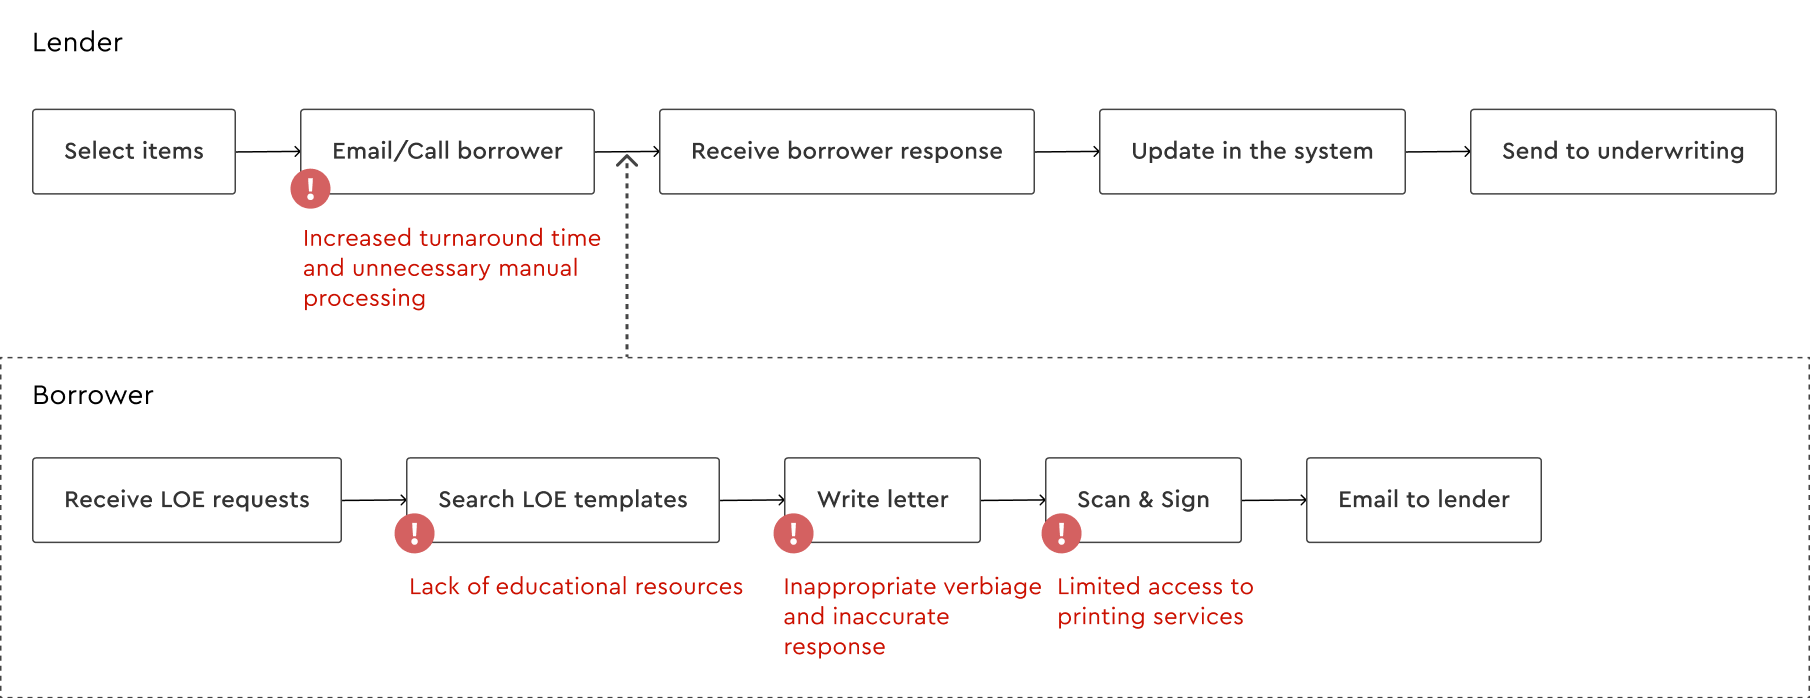 Lender
Select items
Email/Call borrower
Receive borrower response
Update in the system
Send to underwriting
!
Increased turnaround time
and unnecessary manual
processing
Borrower
Receive LOE requests
Search LOE templates
Write letter
Scan & Sign
Email to lender
!
!
!
Lack of educational resources
Inappropriate verbiage
and inaccurate
response
Limited access to
printing services